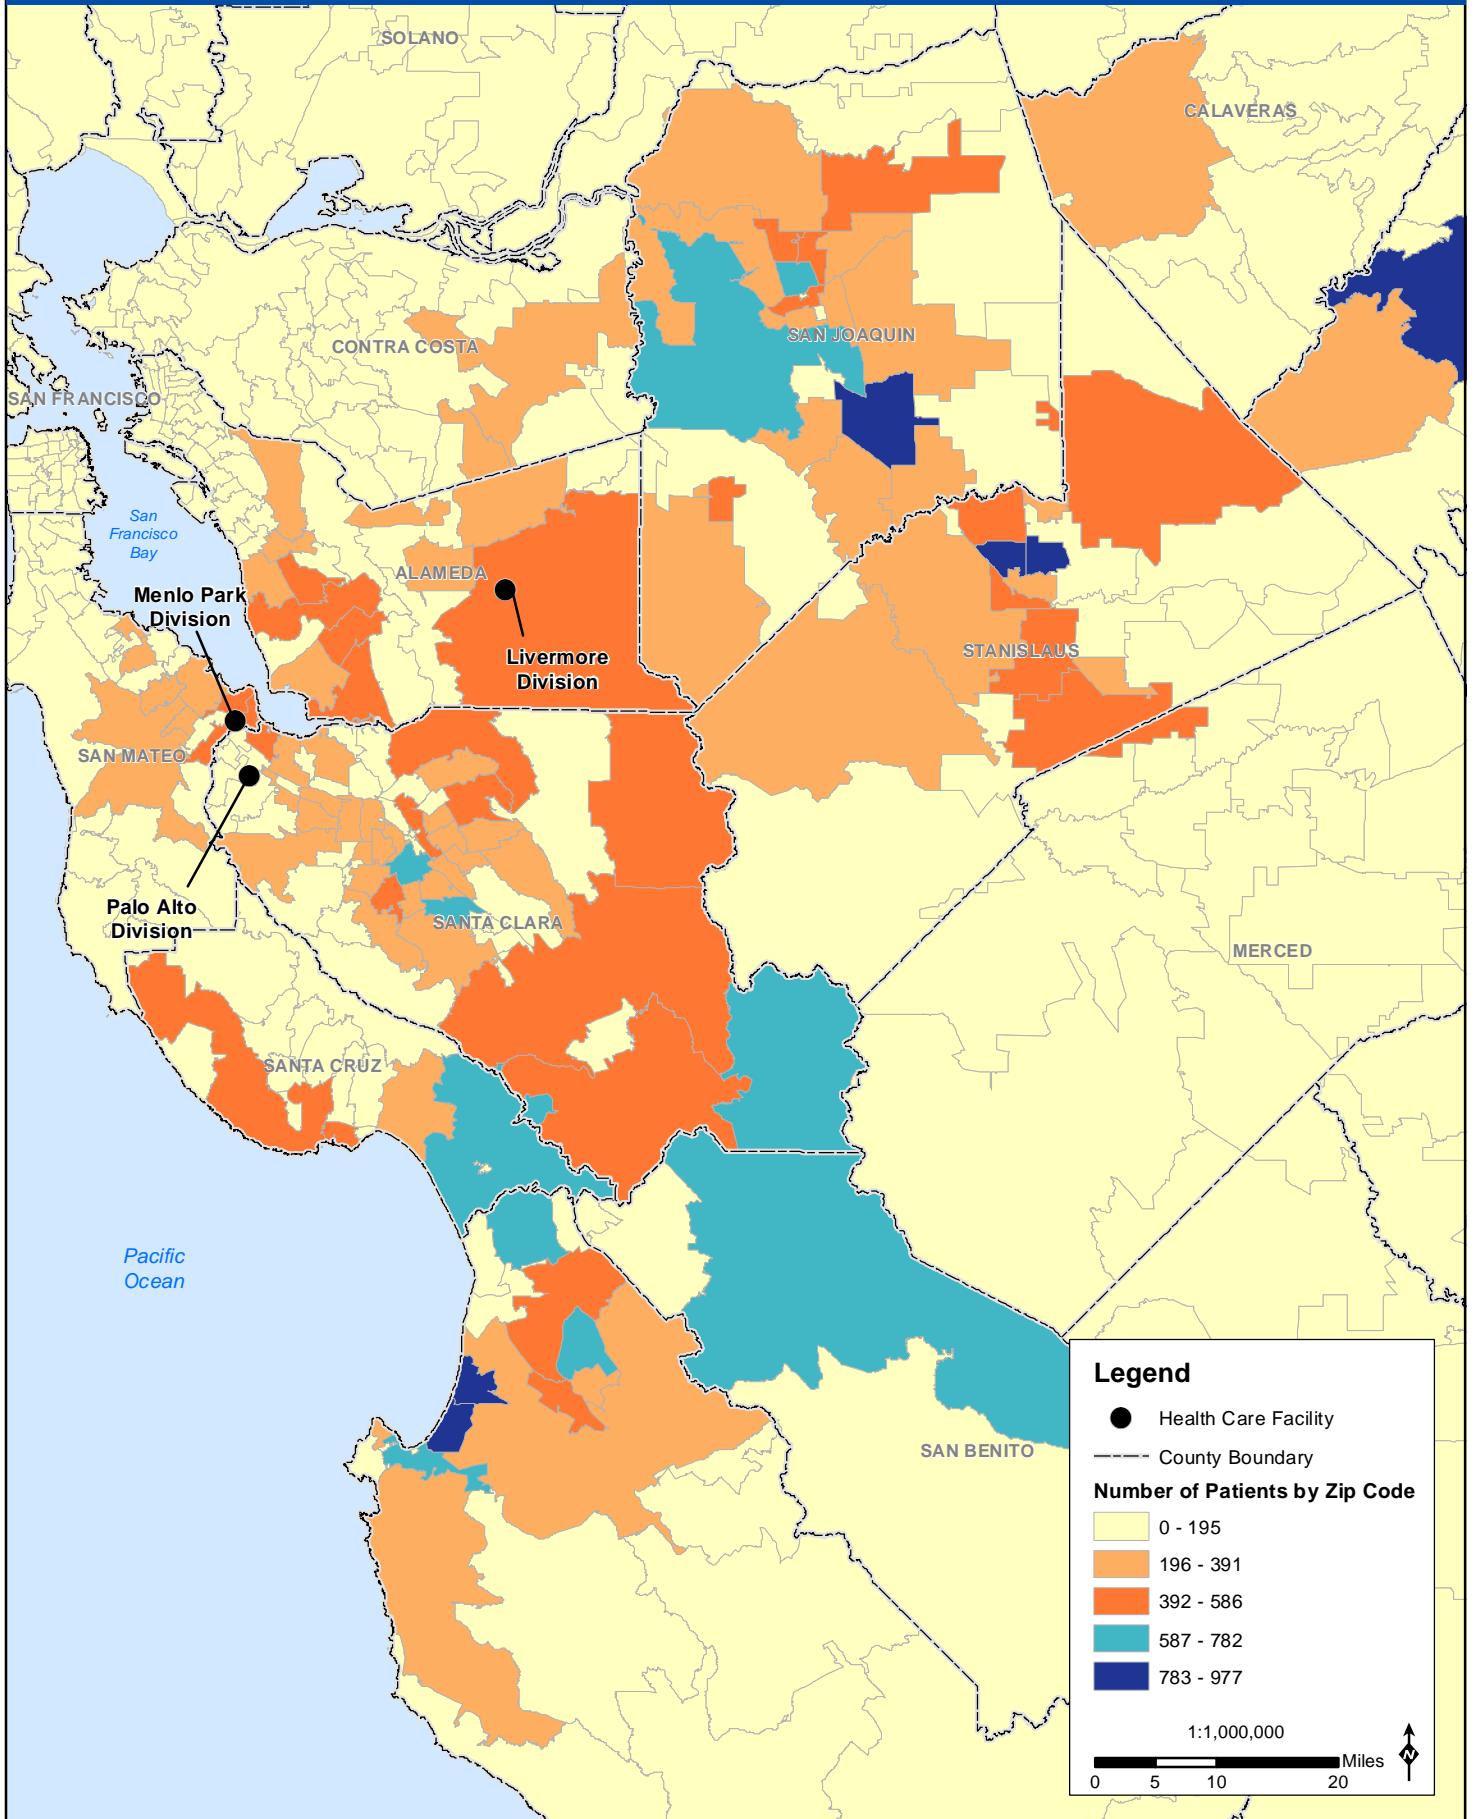 SOLANO
CALAVERAS
CONTRA COSTA
SAN JOAQUIN
SAN FRANCISCO
San
Francisco
Bay
ALAMEDA
Menlo Park
Division
Livermore
Division
STANISLAUS
SAN MATEO
Palo Alto
Division
SANTA CLARA
MERCED
SANTA CRUZ
Pacific
Ocean
SAN BENITO
Legend
Health Care Facility
County Boundary
Number of Patients by Zip Code
0 - 195
196 - 391
392 - 586
587 - 782
783 - 977
1:1,000,000
N
Miles
0 5 10 20